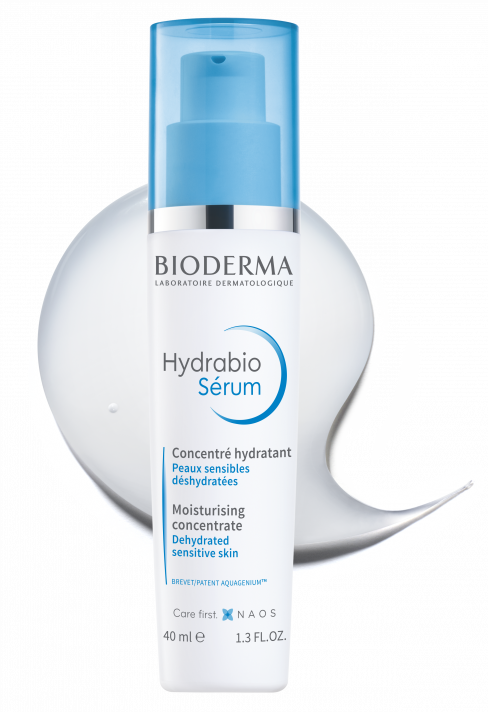 BIODERMA
LABORATOIRE DERMATOLOGIQUE
Hydrabio
Sérum
Concentré hydratant
Peaux sensibles
déshydratées
Moisturising
concentrate
Dehydrated
sensitive skin
BREVET/PATENT AQUAGENIUM™
Care first. NAOS
40 ml ℮ 1.3 FL.OZ.